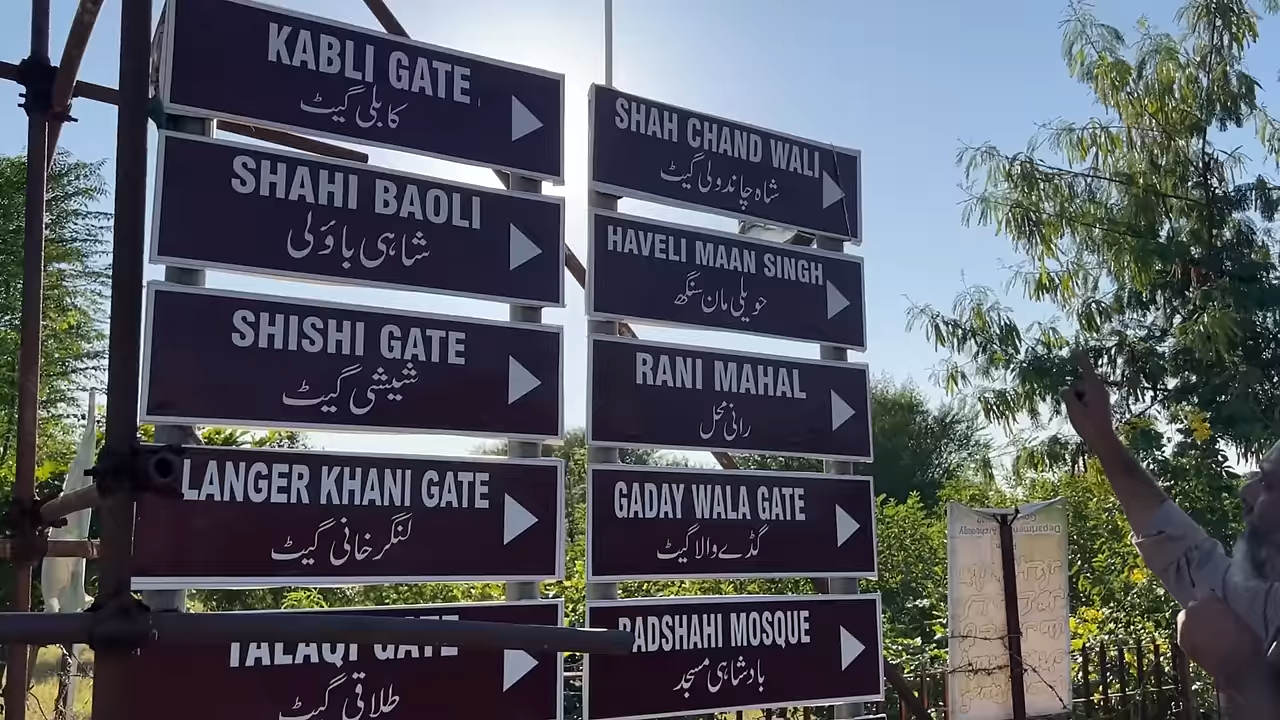 KABLI GATE
کابلی گیٹ
SHAHI BAOLI
شاہی باؤلی
SHISHI GATE
شیشی گیٹ
LANGER KHANI GATE
لنگر خانی گیٹ
TALAQI GATE
طلاقی گیٹ
SHAH CHAND WALI
شاہ چاندولی گیٹ
HAVELI MAAN SINGH
حویلی مان سنگھ
RANI MAHAL
رانی محل
GADAY WALA GATE
گڈے والا گیٹ
BADSHAHI MOSQUE
بادشاہی مسجد